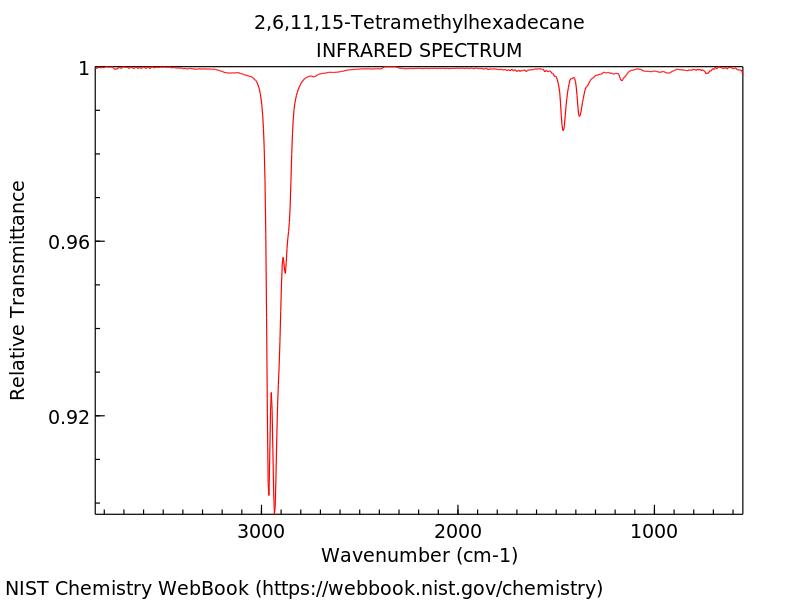 2,6,11,15-Tetramethylhexadecane
INFRARED SPECTRUM
1
0.96
0.92
Relative Transmittance
3000 2000 1000
Wavenumber (cm-1)
NIST Chemistry WebBook (https://webbook.nist.gov/chemistry)